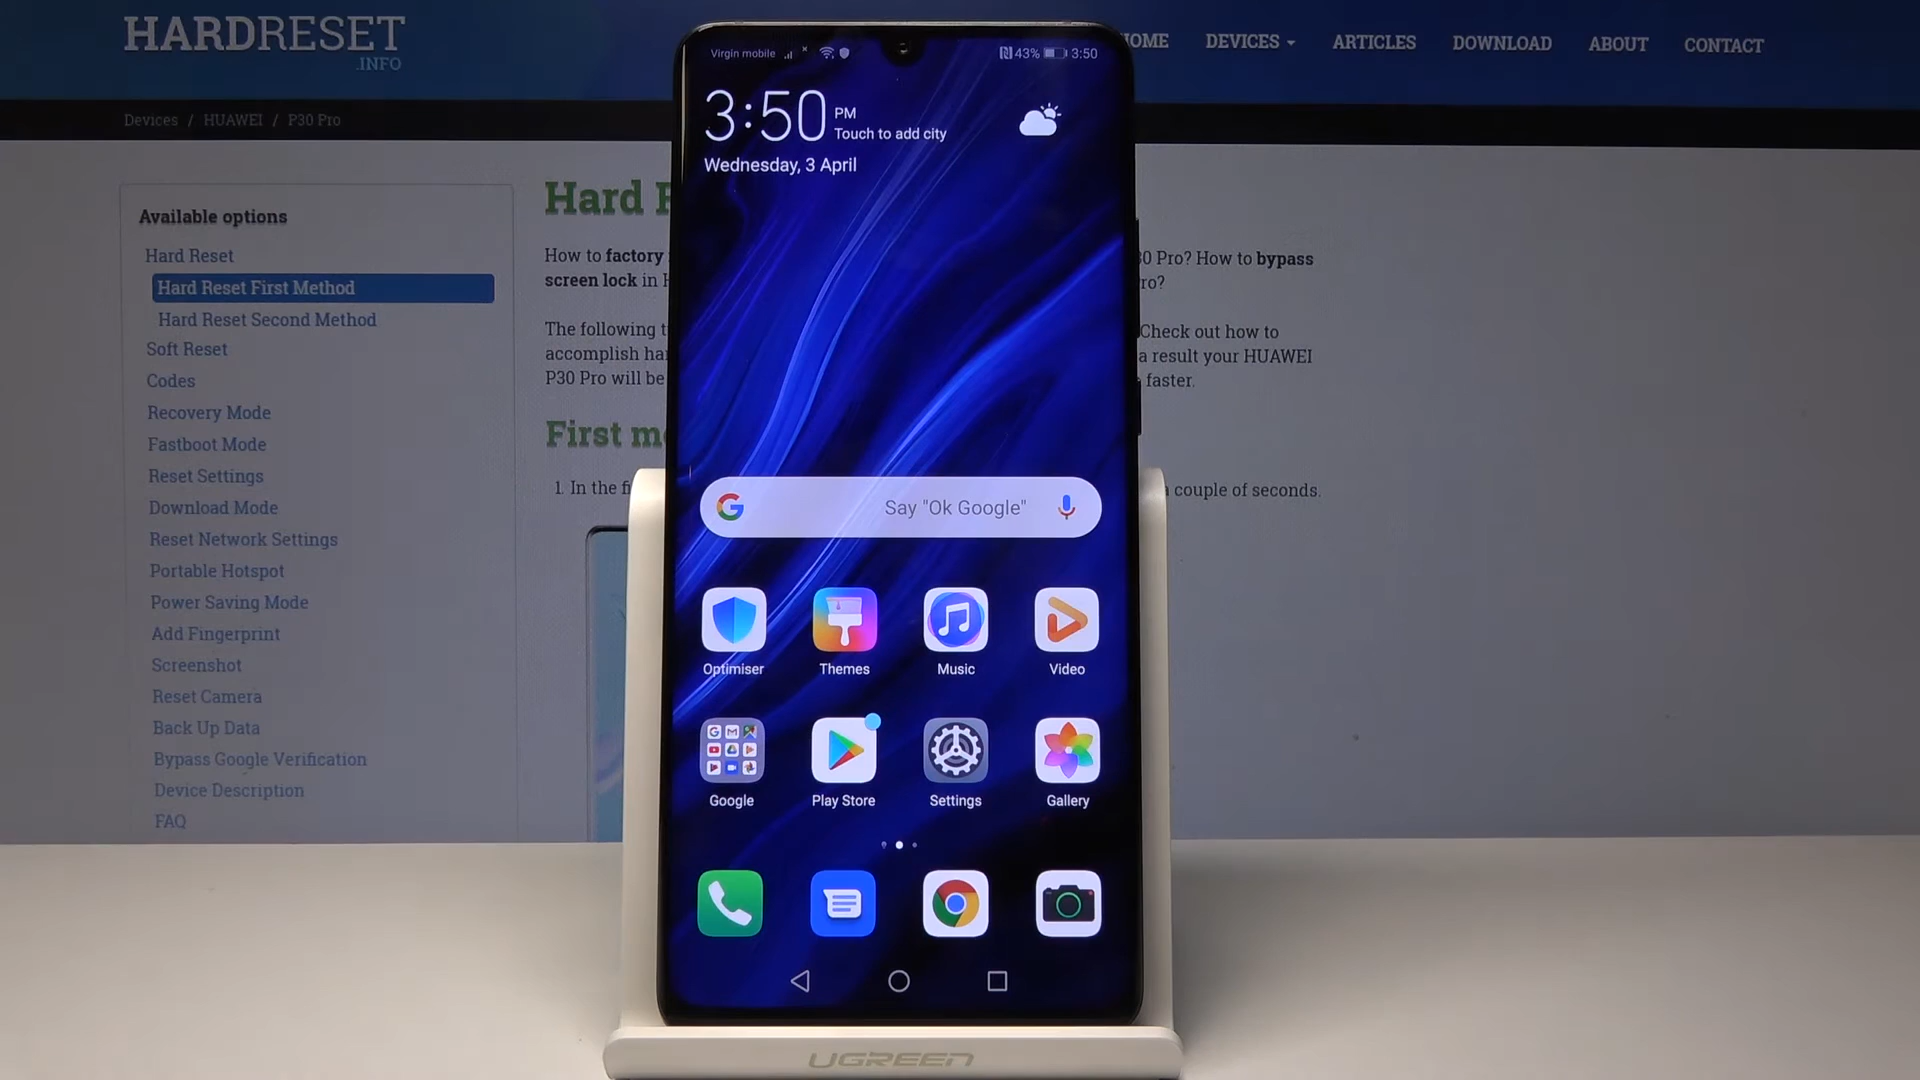 HARDRESET
.INFO
HOME
DEVICES
ARTICLES
DOWNLOAD
ABOUT
CONTACT
Devices / HUAWEI / P30 Pro
Available options
Hard Reset
Hard Reset First Method
Hard Reset Second Method
Soft Reset
Codes
Recovery Mode
Fastboot Mode
Reset Settings
Download Mode
Reset Network Settings
Portable Hotspot
Power Saving Mode
Add Fingerprint
Screenshot
Reset Camera
Back Up Data
Bypass Google Verification
Device Description
FAQ
Hard
How to factory
screen lock in
The following
accomplish
P30 Pro will be
First
1. In the
Pro? How to bypass
Check out how to
a result your HUAWEI
faster.
couple of seconds.
Virgin mobile
43% 3:50
3:50 PM
Touch to add city
Wednesday, 3 April
Say "Ok Google"
Optimiser
Themes
Music
Video
Google
Play Store
Settings
Gallery
UGREEN